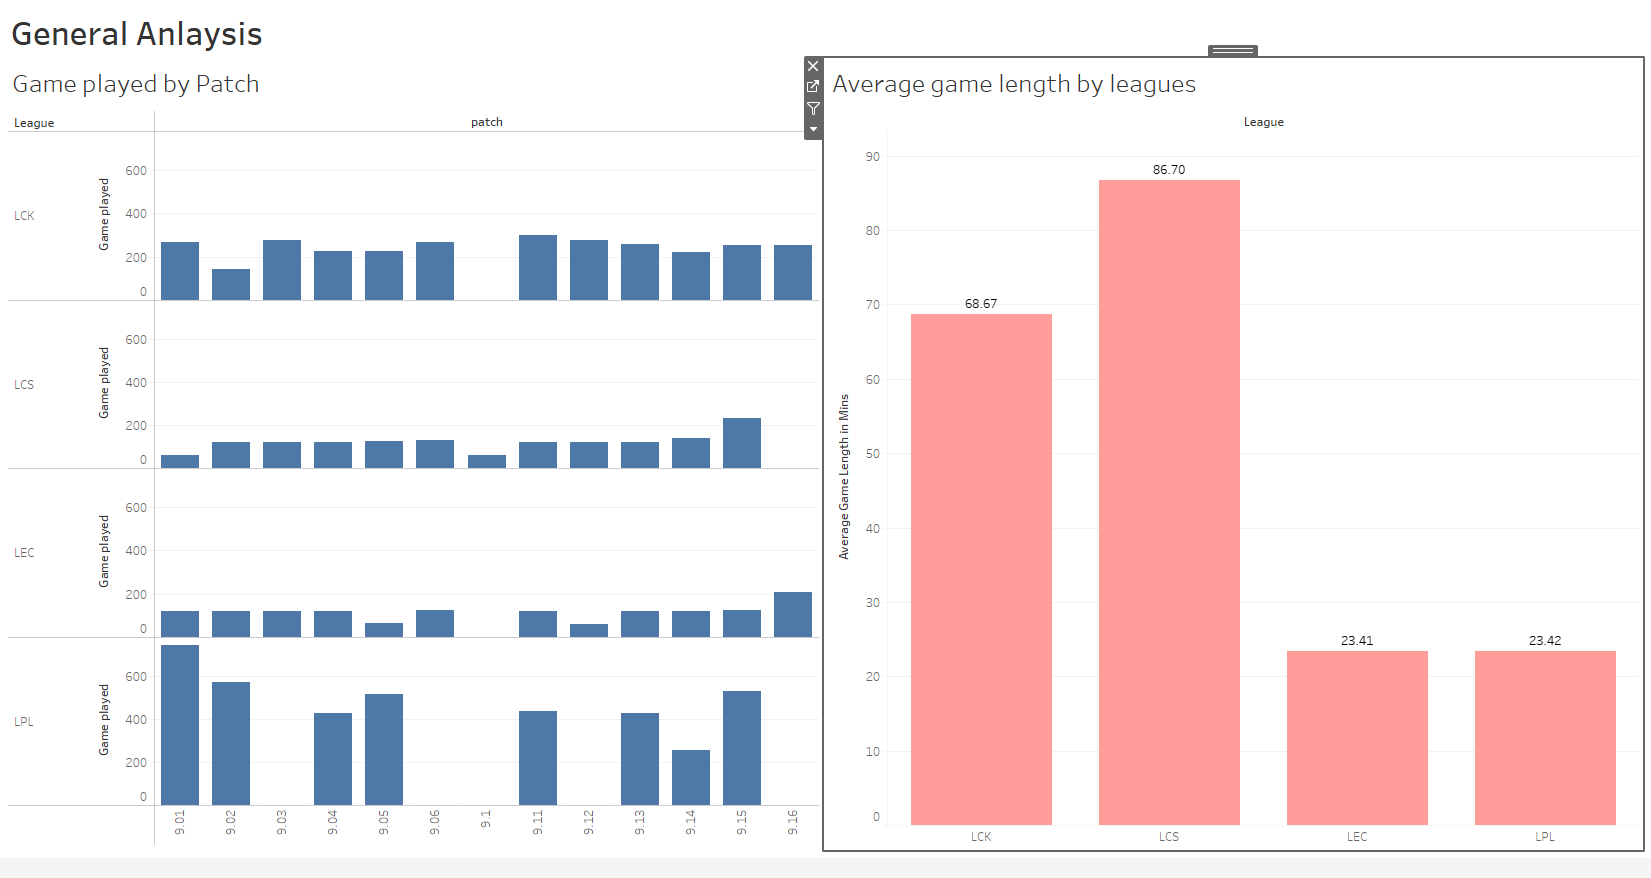 General Anlaysis
Game played by Patch
League
patch
LCK
Game played
600
400
200
0
LCS
Game played
600
400
200
0
LEC
Game played
600
400
200
0
LPL
Game played
600
400
200
0
9.01 9.02 9.03 9.04 9.05 9.06 9.1 9.11 9.12 9.13 9.14 9.15 9.16
Average game length by leagues
League
Average Game Length in Mins
90
80
70
60
50
40
30
20
10
0
68.67
86.70
23.41
23.42
LCK LCS LEC LPL